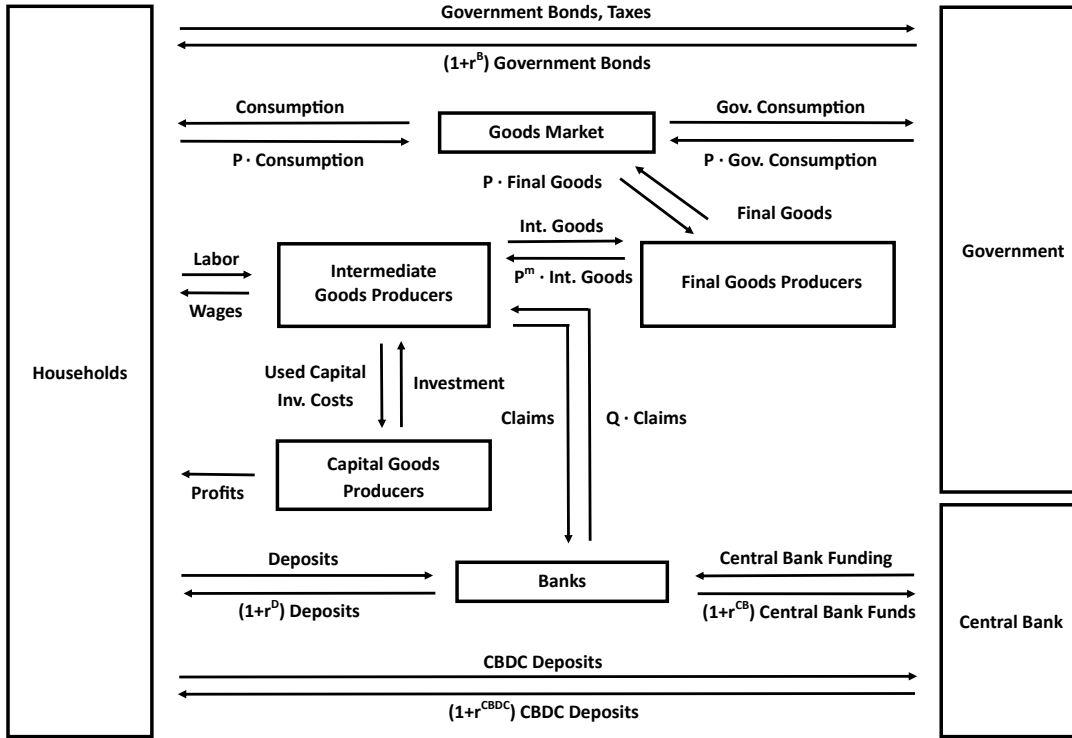 Government Bonds, Taxes
(1+r^B) Government Bonds
Consumption
Gov. Consumption
Goods Market
P · Consumption
P · Gov. Consumption
P · Final Goods
Final Goods
Int. Goods
Government
Labor
Intermediate
Goods Producers
P^m · Int. Goods
Final Goods Producers
Wages
Households
Used Capital
Inv. Costs
Investment
Claims
Q · Claims
Capital Goods
Producers
Profits
Deposits
Central Bank Funding
Banks
(1+r^D) Deposits
(1+r^CB) Central Bank Funds
Central Bank
CBDC Deposits
(1+r^CBDC) CBDC Deposits